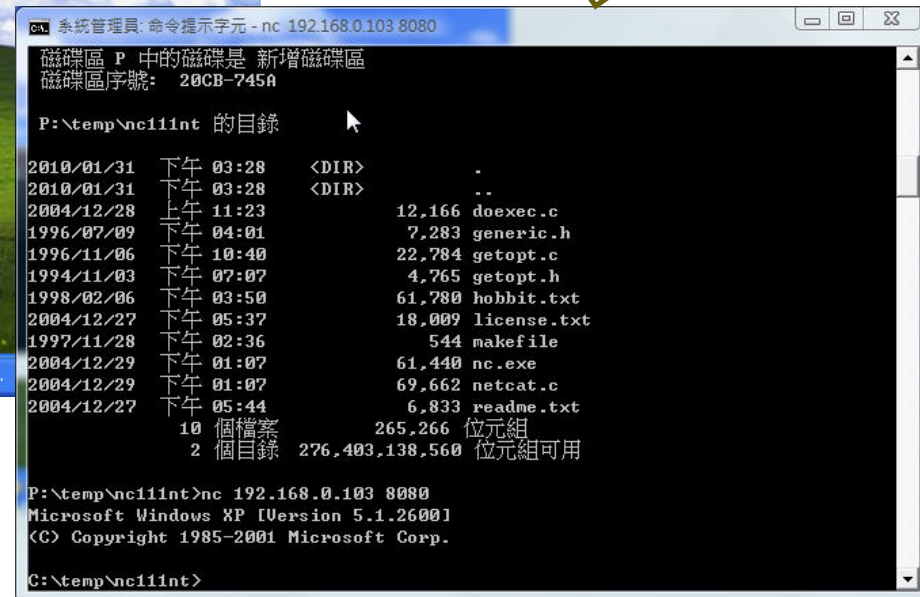 系統管理員: 命令提示字元 - nc 192.168.0.103 8080
磁碟區 P 中的磁碟是 新增磁碟區
磁碟區序號: 20CB-745A
P:\temp\nc111nt 的目錄
2010/01/31 下午 03:28 <DIR> .
2010/01/31 下午 03:28 <DIR> ..
2004/12/28 上午 11:23 12,166 doexec.c
1996/07/09 下午 04:01 7,283 generic.h
1996/11/06 下午 10:40 22,784 getopt.c
1994/11/03 下午 07:07 4,765 getopt.h
1998/02/06 下午 03:50 61,780 hobbit.txt
2004/12/27 下午 05:37 18,009 license.txt
1997/11/28 下午 02:36 544 makefile
2004/12/29 下午 01:07 61,440 nc.exe
2004/12/29 下午 01:07 69,662 netcat.c
2004/12/27 下午 05:44 6,833 readme.txt
10 個檔案 265,266 位元組
2 個目錄 276,403,138,560 位元組可用
P:\temp\nc111nt>nc 192.168.0.103 8080
Microsoft Windows XP [Version 5.1.2600]
(C) Copyright 1985-2001 Microsoft Corp.
C:\temp\nc111nt>